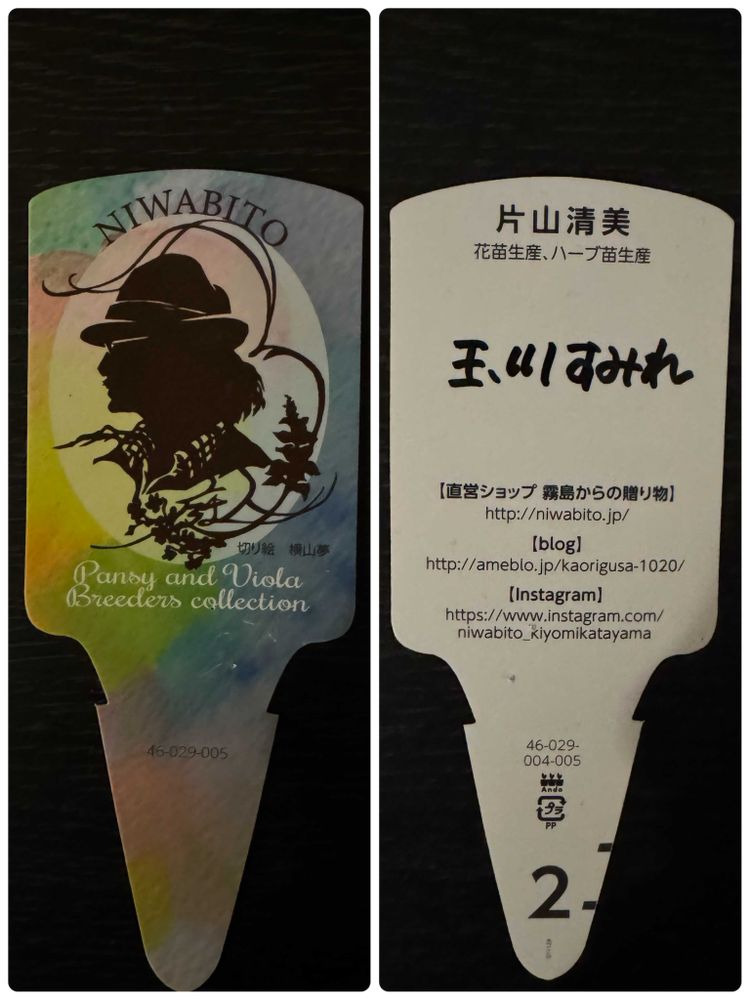 NIWABITO
切り絵 横山夢
Pansy and Viola
Breeders collection
46-029-005
片山清美
花苗生産、ハーブ苗生産
玉川すみれ
【直営ショップ 霧島からの贈り物】
http://niwabito.jp/
【blog】
http://ameblo.jp/kaorigusa-1020/
【Instagram】
https://www.instagram.com/
niwabito_kiyomikatayama
46-029-
004-005
Ando
プラ
PP
2